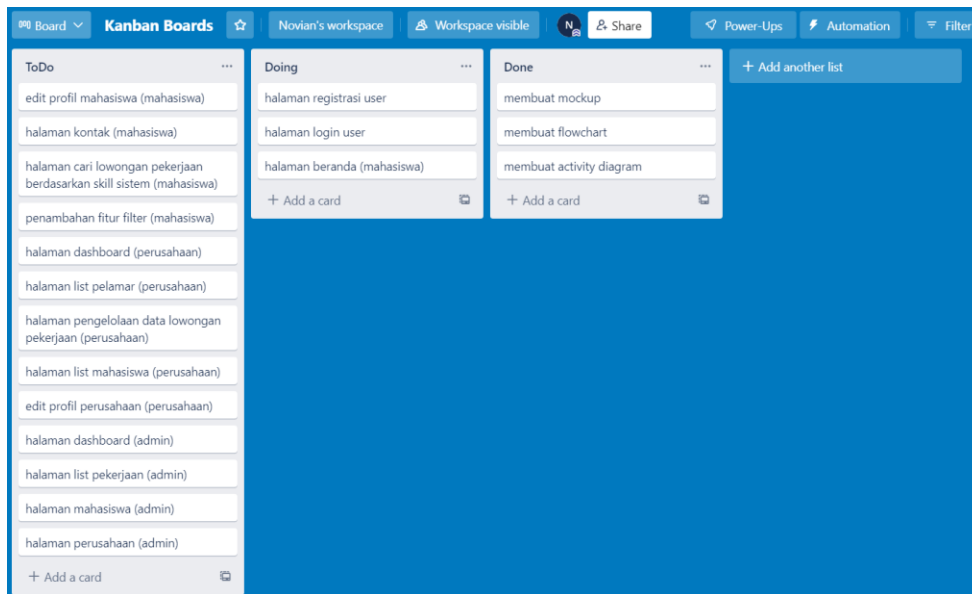 Board
Kanban Boards
Novian's workspace
Workspace visible
N
Share
Power-Ups
Automation
Filter
ToDo
edit profil mahasiswa (mahasiswa)
halaman kontak (mahasiswa)
halaman cari lowongan pekerjaan
berdasarkan skill sistem (mahasiswa)
penambahan fitur filter (mahasiswa)
halaman dashboard (perusahaan)
halaman list pelamar (perusahaan)
halaman pengelolaan data lowongan
pekerjaan (perusahaan)
halaman list mahasiswa (perusahaan)
edit profil perusahaan (perusahaan)
halaman dashboard (admin)
halaman list pekerjaan (admin)
halaman mahasiswa (admin)
halaman perusahaan (admin)
+ Add a card
Doing
halaman registrasi user
halaman login user
halaman beranda (mahasiswa)
+ Add a card
Done
membuat mockup
membuat flowchart
membuat activity diagram
+ Add a card
+ Add another list